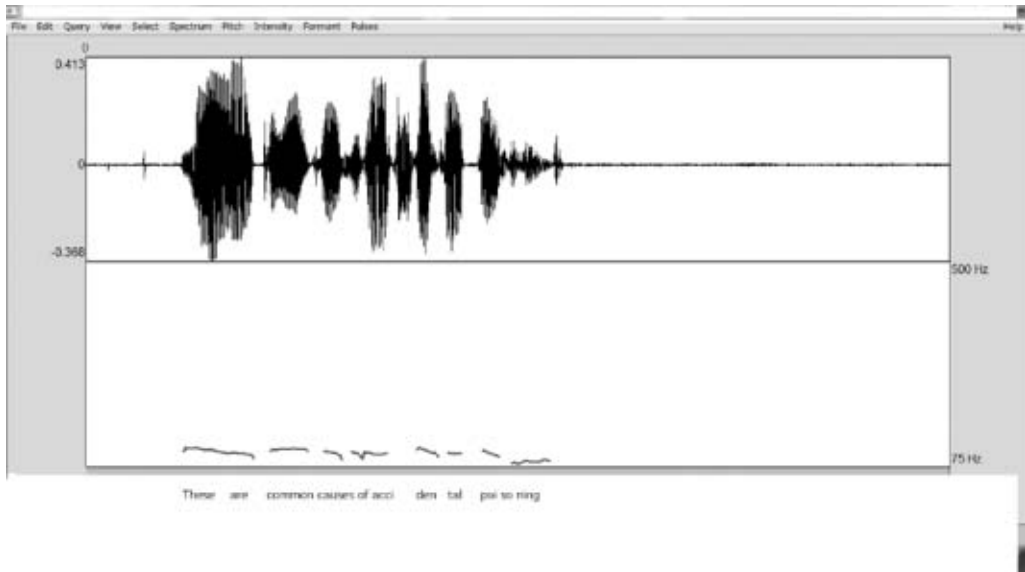 File Edit Query View Select Spectrum Pitch Intensity Formant Pulses Help
0
0.413
0
-0.368
500 Hz
75 Hz
These are common causes of acci den tal poi so ning